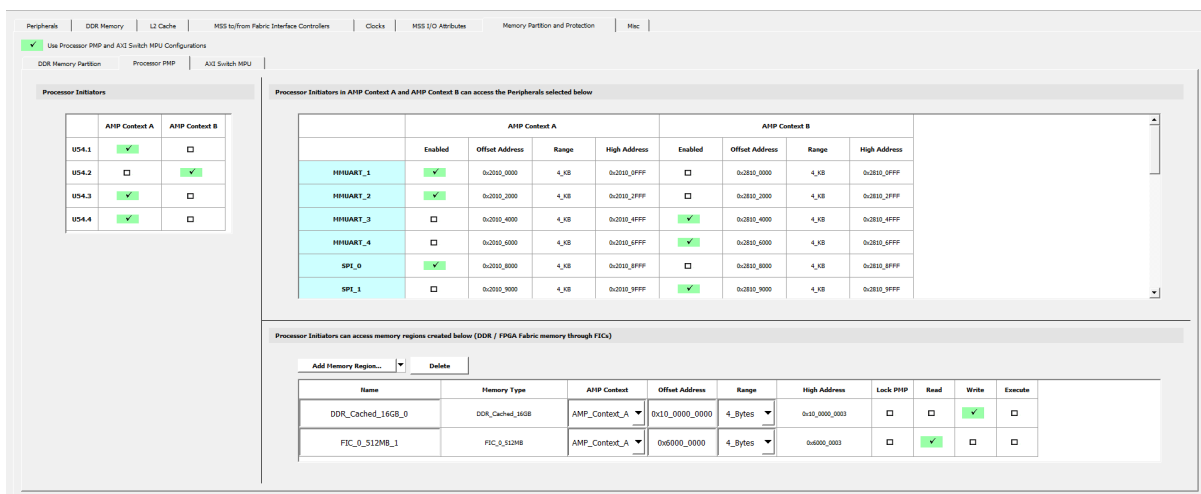 Peripherals DDR Memory L2 Cache MSS to/from Fabric Interface Controllers Clocks MSS I/O Attributes Memory Partition and Protection Misc
Use Processor PMP and AXI Switch MPU Configurations
DDR Memory Partition Processor PMP AXI Switch MPU
Processor Initiators
AMP Context A AMP Context B
U54.1
U54.2
U54.3
U54.4
Processor Initiators in AMP Context A and AMP Context B can access the Peripherals selected below
AMP Context A AMP Context B
Enabled Offset Address Range High Address Enabled Offset Address Range High Address
MMUART_1 0x2010_0000 4_KB 0x2010_0FFF 0x2810_0000 4_KB 0x2810_0FFF
MMUART_2 0x2010_2000 4_KB 0x2010_2FFF 0x2810_2000 4_KB 0x2810_2FFF
MMUART_3 0x2010_4000 4_KB 0x2010_4FFF 0x2810_4000 4_KB 0x2810_4FFF
MMUART_4 0x2010_6000 4_KB 0x2010_6FFF 0x2810_6000 4_KB 0x2810_6FFF
SPI_0 0x2010_8000 4_KB 0x2010_8FFF 0x2810_8000 4_KB 0x2810_8FFF
SPI_1 0x2010_9000 4_KB 0x2010_9FFF 0x2810_9000 4_KB 0x2810_9FFF
Processor Initiators can access memory regions created below (DDR / FPGA Fabric memory through FICs)
Add Memory Region... Delete
Name Memory Type AMP Context Offset Address Range High Address Lock PMP Read Write Execute
DDR_Cached_16GB_0 DDR_Cached_16GB AMP_Context_A 0x10_0000_0000 4_Bytes 0x10_0000_0003
FIC_0_512MB_1 FIC_0_512MB AMP_Context_A 0x6000_0000 4_Bytes 0x6000_0003